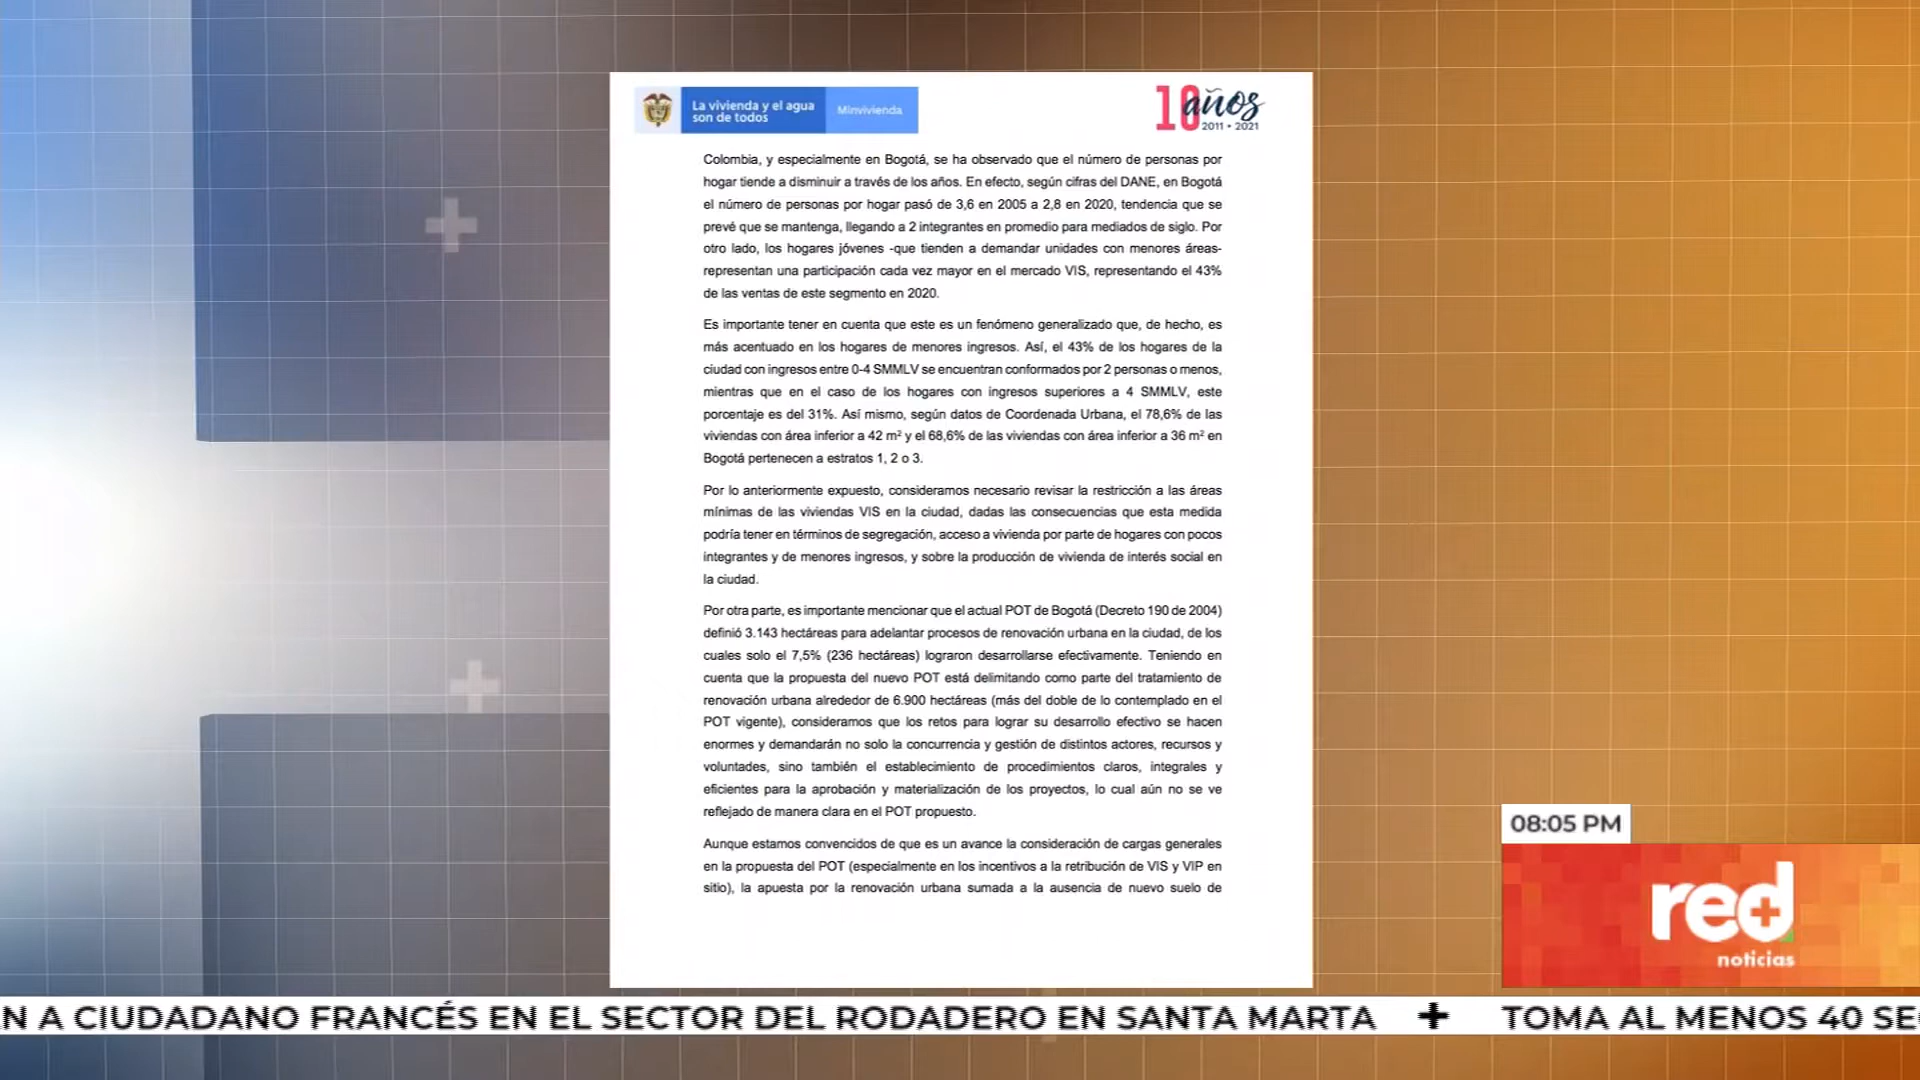 La vivienda y el agua
son de todos
Minvivienda
10 años
2011 • 2021
Colombia, y especialmente en Bogotá, se ha observado que el número de personas por
hogar tiende a disminuir a través de los años. En efecto, según cifras del DANE, en Bogotá
el número de personas por hogar pasó de 3,6 en 2005 a 2,8 en 2020, tendencia que se
prevé que se mantenga, llegando a 2 integrantes en promedio para mediados de siglo. Por
otro lado, los hogares jóvenes -que tienden a demandar unidades con menores áreas-
representan una participación cada vez mayor en el mercado VIS, representando el 43%
de las ventas de este segmento en 2020.
Es importante tener en cuenta que este es un fenómeno generalizado que, de hecho, es
más acentuado en los hogares de menores ingresos. Así, el 43% de los hogares de la
ciudad con ingresos entre 0-4 SMMLV se encuentran conformados por 2 personas o menos,
mientras que en el caso de los hogares con ingresos superiores a 4 SMMLV, este
porcentaje es del 31%. Así mismo, según datos de Coordenada Urbana, el 78,6% de las
viviendas con área inferior a 42 m² y el 68,6% de las viviendas con área inferior a 36 m² en
Bogotá pertenecen a estratos 1, 2 o 3.
Por lo anteriormente expuesto, consideramos necesario revisar la restricción a las áreas
mínimas de las viviendas VIS en la ciudad, dadas las consecuencias que esta medida
podría tener en términos de segregación, acceso a vivienda por parte de hogares con pocos
integrantes y de menores ingresos, y sobre la producción de vivienda de interés social en
la ciudad.
Por otra parte, es importante mencionar que el actual POT de Bogotá (Decreto 190 de 2004)
definió 3.143 hectáreas para adelantar procesos de renovación urbana en la ciudad, de los
cuales solo el 7,5% (236 hectáreas) lograron desarrollarse efectivamente. Teniendo en
cuenta que la propuesta del nuevo POT está delimitando como parte del tratamiento de
renovación urbana alrededor de 6.900 hectáreas (más del doble de lo contemplado en el
POT vigente), consideramos que los retos para lograr su desarrollo efectivo se hacen
enormes y demandarán no solo la concurrencia y gestión de distintos actores, recursos y
voluntades, sino también el establecimiento de procedimientos claros, integrales y
eficientes para la aprobación y materialización de los proyectos, lo cual aún no se ve
reflejado de manera clara en el POT propuesto.
Aunque estamos convencidos de que es un avance la consideración de cargas generales
en la propuesta del POT (especialmente en los incentivos a la retribución de VIS y VIP en
sitio), la apuesta por la renovación urbana sumada a la ausencia de nuevo suelo de
08:05 PM
red+
noticias
N A CIUDADANO FRANCÉS EN EL SECTOR DEL RODADERO EN SANTA MARTA + TOMA AL MENOS 40 SE